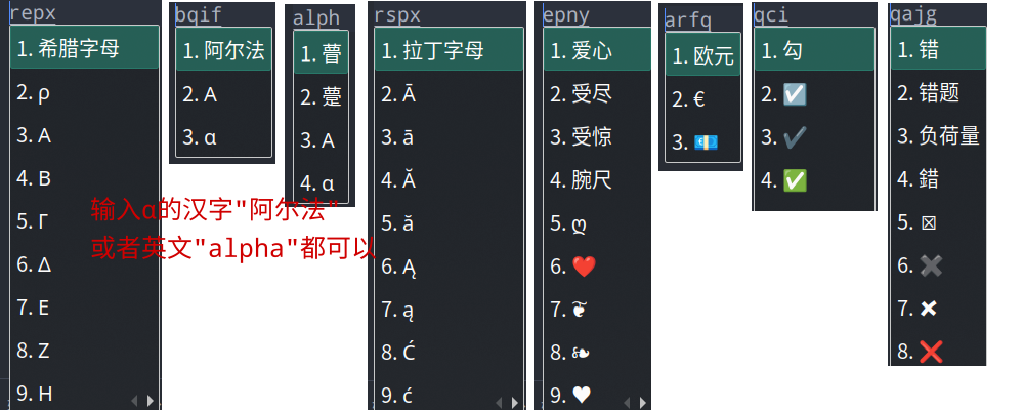 repx
1. 希腊字母
2. ρ
3. Α
4. Β
5. Γ
6. Δ
7. Ε
8. Ζ
9. Η
bqif
1. 阿尔法
2. Α
3. α
alph
1. 瞢
2. 蹷
3. Α
4. α
输入α的汉字"阿尔法"
或者英文"alpha"都可以
rspx
1. 拉丁字母
2. Ā
3. ā
4. Ă
5. ă
6. Ą
7. ą
8. Ć
9. ć
epny
1. 爱心
2. 受尽
3. 受惊
4. 腕尺
5. ღ
6. ❤️
7. ❦
8. ❧
9. ♥
arfq
1. 欧元
2. €
3. 💶
qci
1. 勾
2. ☑️
3. ✔️
4. ✅
qajg
1. 错
2. 错题
3. 负荷量
4. 錯
5. ☒
6. ✖️
7. ❌
8. ❌